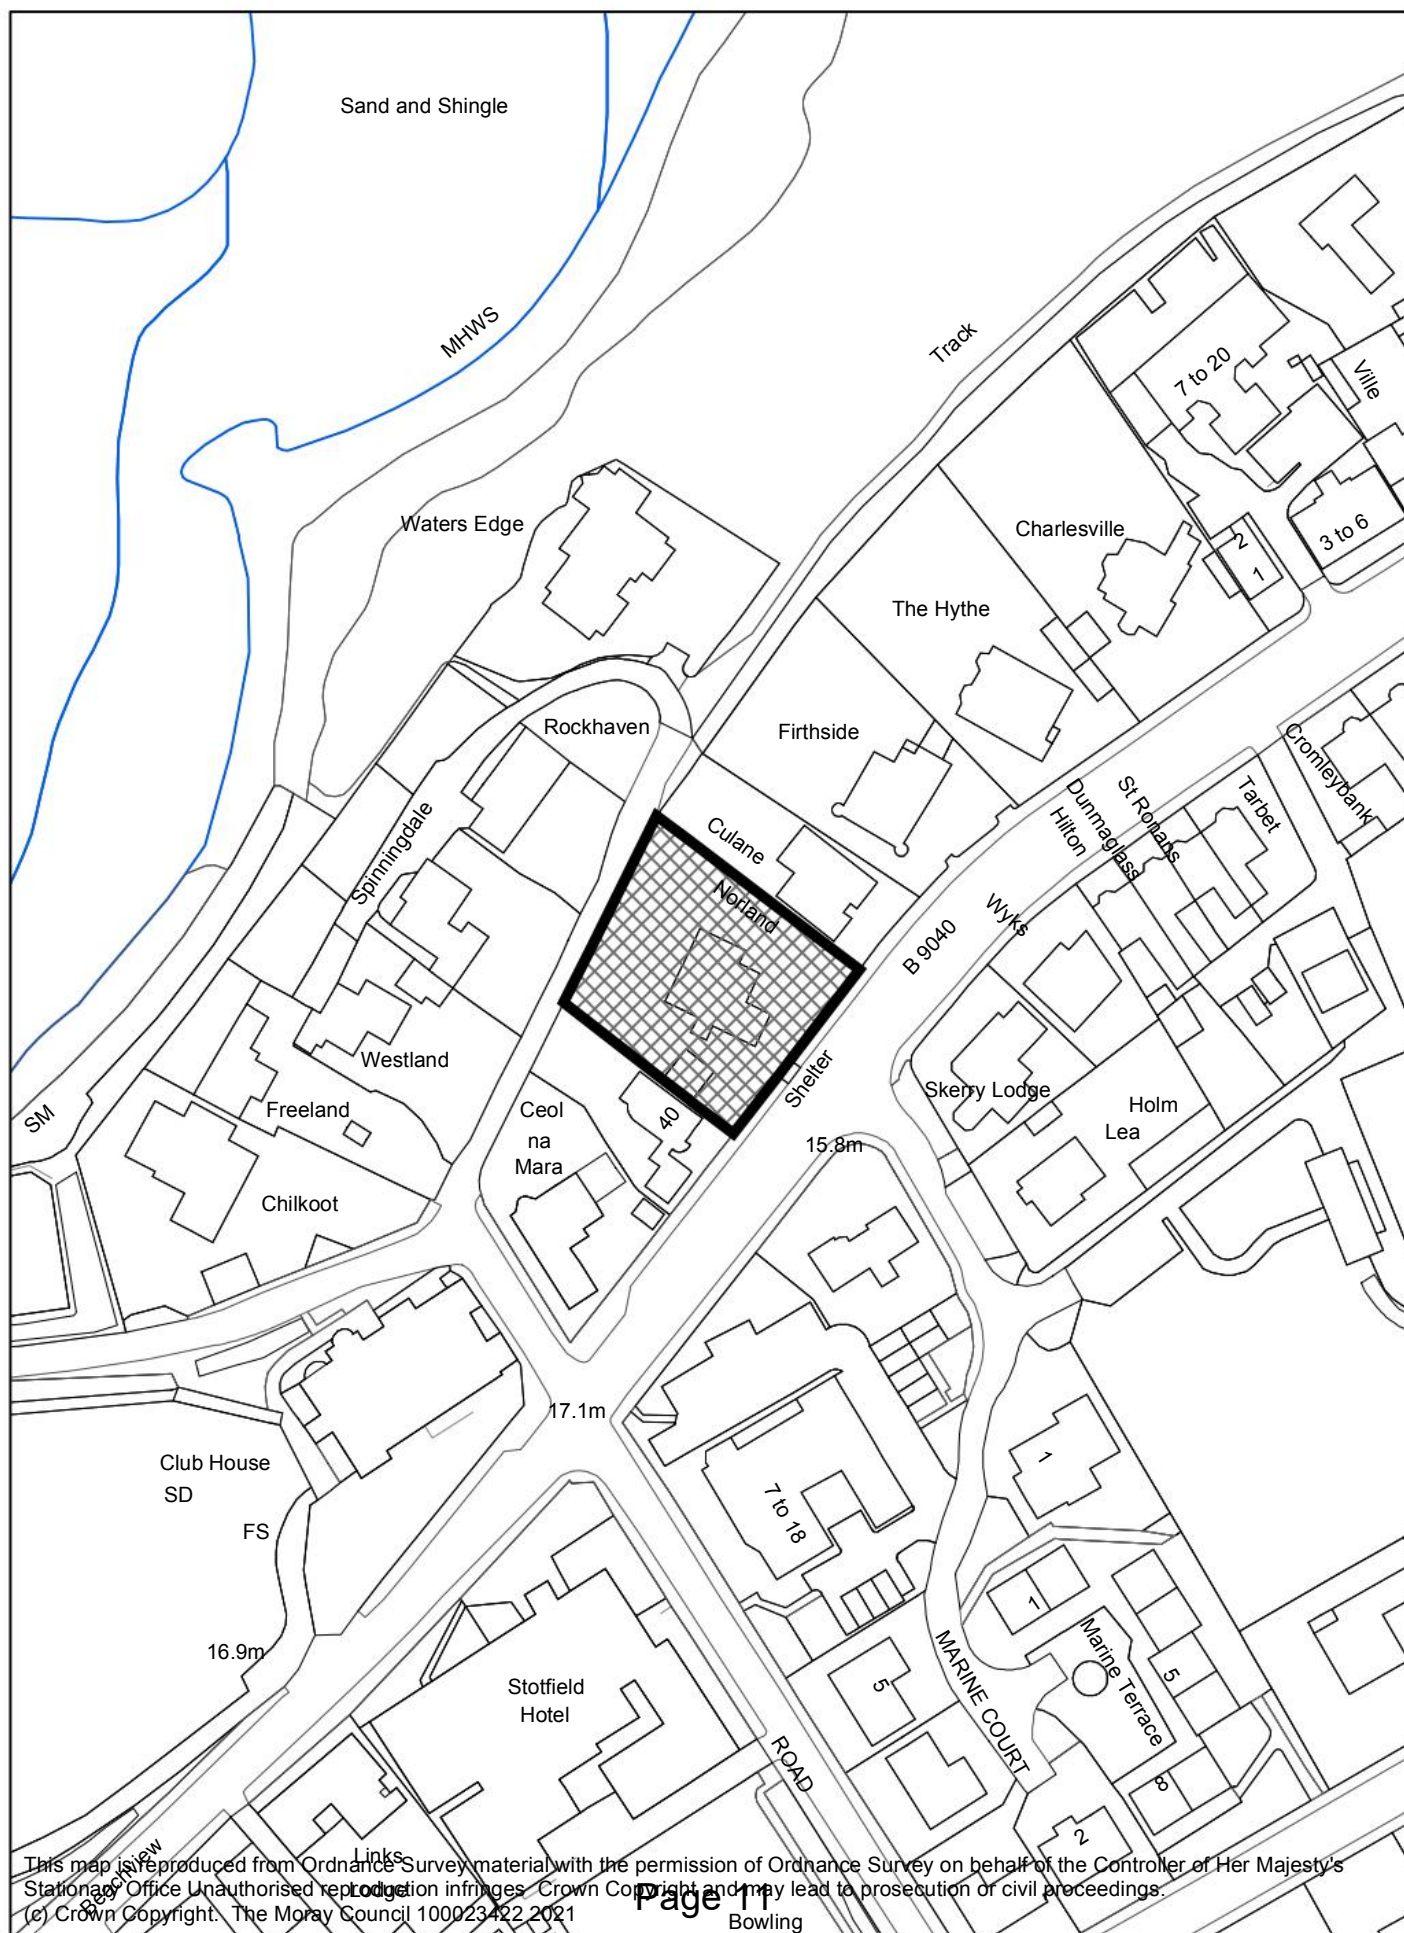 Sand and Shingle
MHWS
Track
7 to 20
Ville
Waters Edge
Charlesville
3 to 6
2
1
The Hythe
Rockhaven
Firthside
Cromleybank
Tarbet
St Ronans
Dunmaglass
Hilton
Culane
Spinningdale
Norland
Wyks
B 9040
Westland
Shelter
Skerry Lodge
SM
Freeland
Ceol
na
Mara
40
Holm
Lea
15.8m
Chilkoot
17.1m
Club House
SD
FS
1
7 to 18
1
Marine Terrace
MARINE COURT
5
5
16.9m
Stotfield
Hotel
ROAD
8
2
Beachview
Links
Lodge
This map is reproduced from Ordnance Survey material with the permission of Ordnance Survey on behalf of the Controller of Her Majesty's
Stationary Office Unauthorised reproduction infringes Crown Copyright and may lead to prosecution or civil proceedings.
(c) Crown Copyright. The Moray Council 100023422 2021
Page 11
Bowling